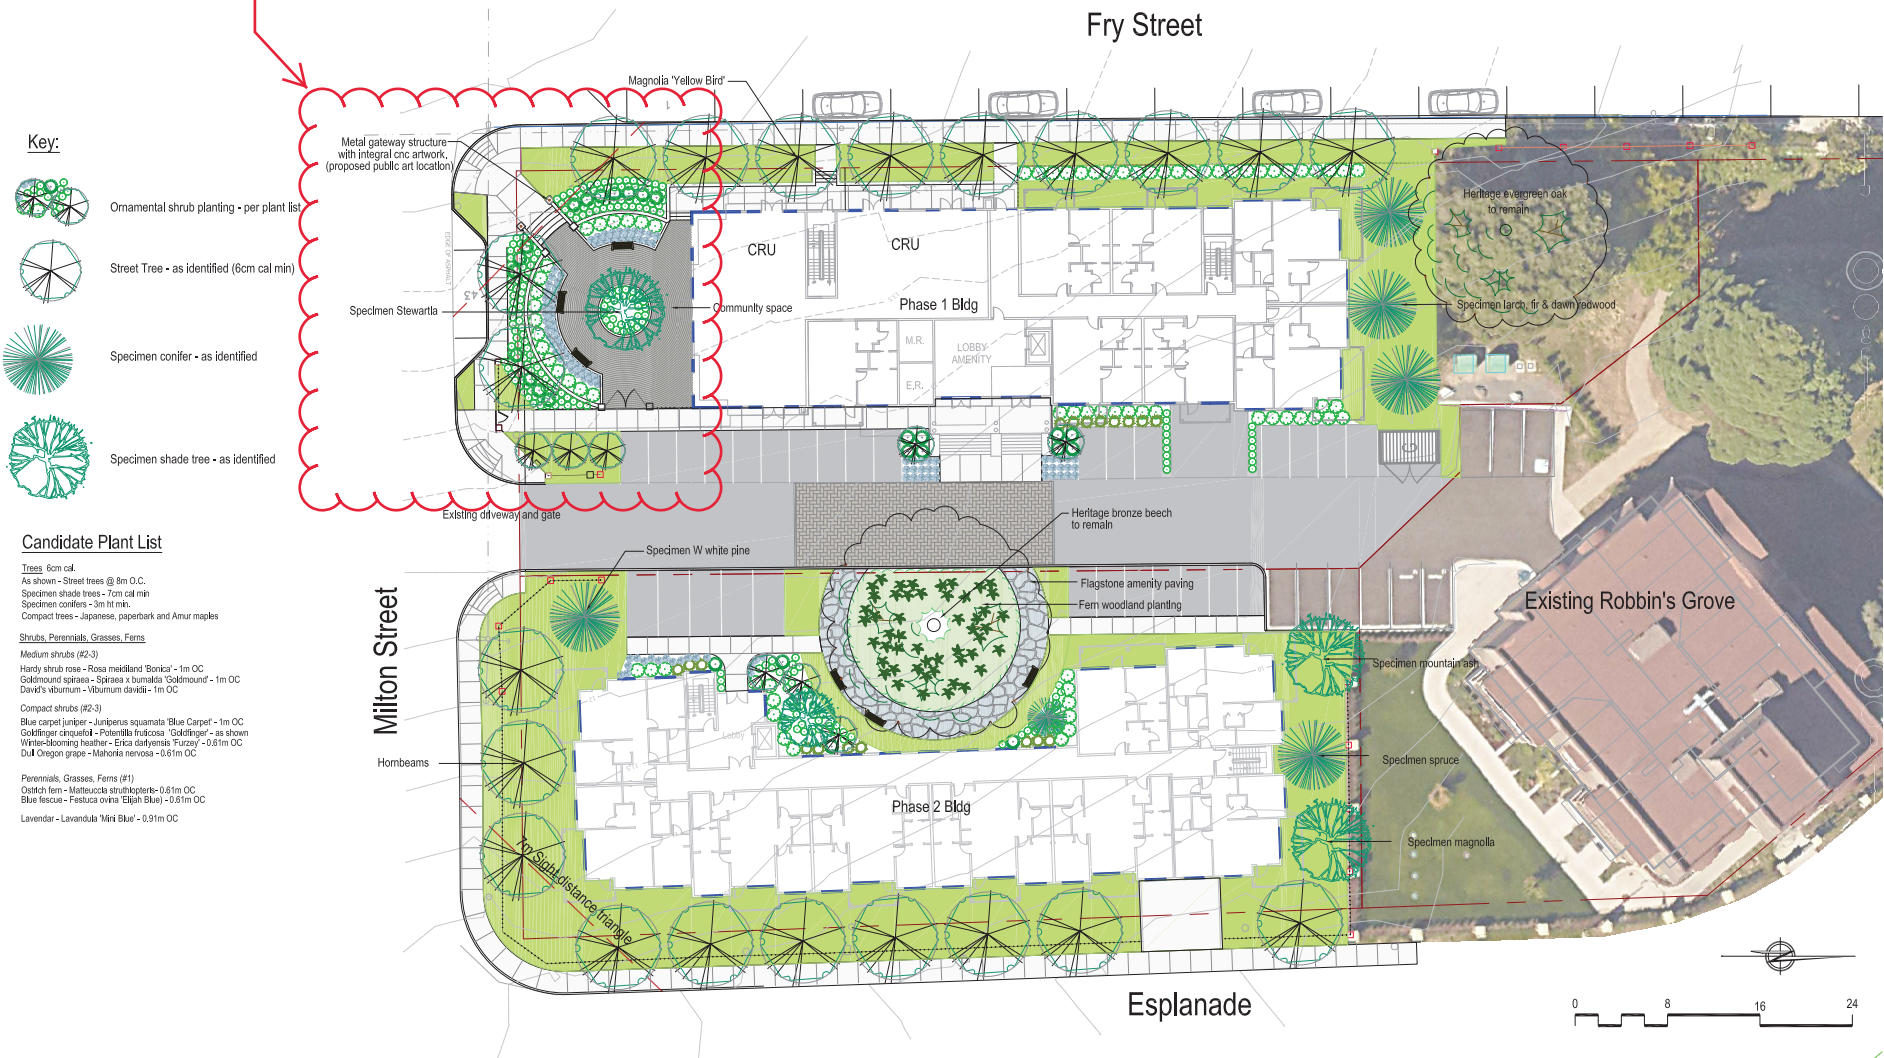 Fry Street
Magnolia 'Yellow Bird'
Key:
Metal gateway structure
with integral cnc artwork,
(proposed public art location)
Ornamental shrub planting - per plant list
Street Tree - as identified (6cm cal min)
Specimen conifer - as identified
Specimen shade tree - as identified
Heritage evergreen oak
to remain
CRU
CRU
EDGE OF ASPHALT
43
1
Specimen Stewartia
Community space
Phase 1 Bldg
Specimen larch, fir & dawn redwood
M.R.
LOBBY
AMENITY
E.R.
C
Existing driveway and gate
Heritage bronze beech
to remain
Candidate Plant List
Specimen W white pine
Trees 6cm cal.
As shown - Street trees @ 8m O.C.
Specimen shade trees - 7cm cal min
Specimen conifers - 3m ht min.
Compact trees - Japanese, paperbark and Amur maples
Flagstone amenity paving
Fern woodland planting
Existing Robbin's Grove
Milton Street
Shrubs, Perennials, Grasses, Ferns
Medium shrubs (#2-3)
Hardy shrub rose - Rosa meidiland 'Bonica' - 1m OC
Goldmound spiraea - Spiraea x bumalda 'Goldmound' - 1m OC
David's viburnum - Viburnum davidii - 1m OC
Specimen mountain ash
Compact shrubs (#2-3)
Blue carpet juniper - Juniperus squamata 'Blue Carpet' - 1m OC
Goldfinger cinquefoil - Potentilla fruticosa 'Goldfinger' - as shown
Winter-blooming heather - Erica darlyensis 'Furzey' - 0.61m OC
Dull Oregon grape - Mahonia nervosa - 0.61m OC
Lobby
Hornbeams
Specimen spruce
Perennials, Grasses, Ferns (#1)
Ostrich fern - Matteuccia struthiopteris- 0.61m OC
Blue fescue - Festuca ovina 'Elijah Blue) - 0.61m OC
Lavendar - Lavandula 'Mini Blue' - 0.91m OC
Phase 2 Bldg
Specimen magnolia
7m Sight distance triangle
Esplanade
0 8 16 24